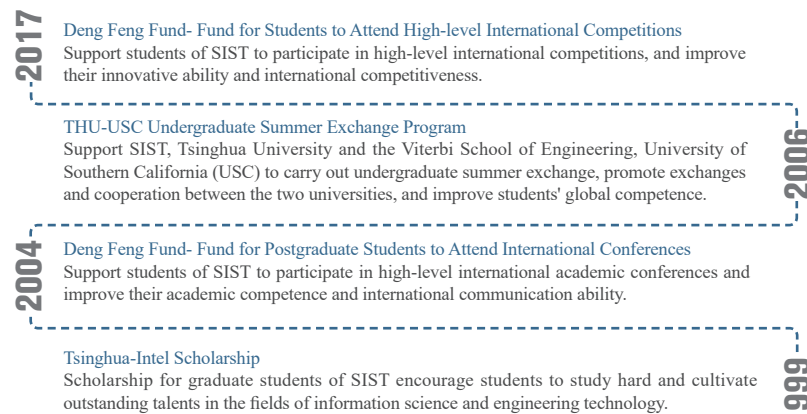 2017
Deng Feng Fund- Fund for Students to Attend High-level International Competitions
Support students of SIST to participate in high-level international competitions, and improve
their innovative ability and international competitiveness.
THU-USC Undergraduate Summer Exchange Program
Support SIST, Tsinghua University and the Viterbi School of Engineering, University of
Southern California (USC) to carry out undergraduate summer exchange, promote exchanges
and cooperation between the two universities, and improve students' global competence.
2006
2004
Deng Feng Fund- Fund for Postgraduate Students to Attend International Conferences
Support students of SIST to participate in high-level international academic conferences and
improve their academic competence and international communication ability.
Tsinghua-Intel Scholarship
Scholarship for graduate students of SIST encourage students to study hard and cultivate
outstanding talents in the fields of information science and engineering technology.
999